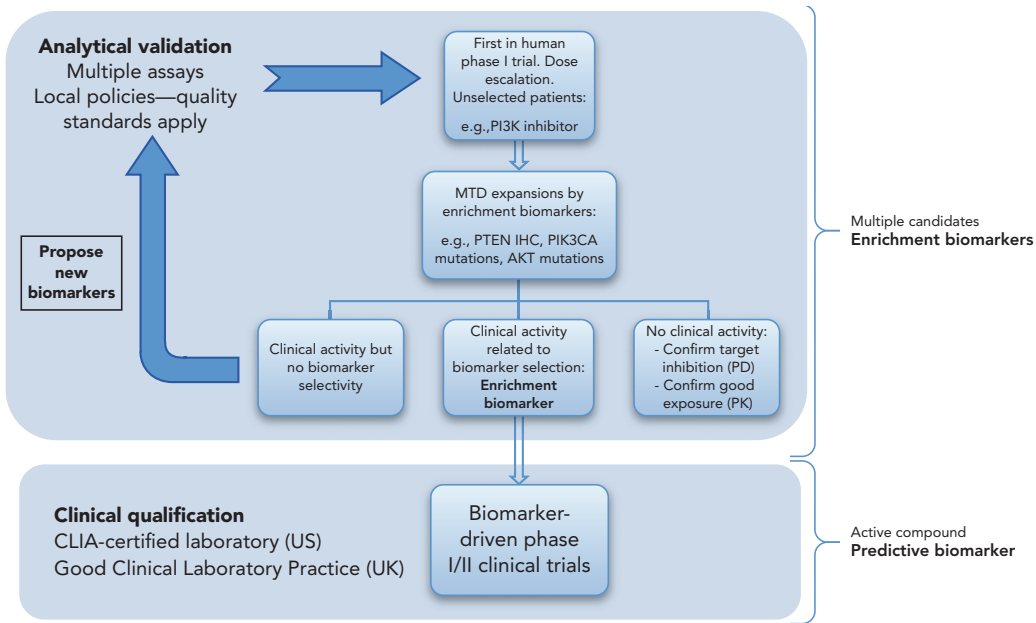 Analytical validation
Multiple assays
Local policies—quality
standards apply
First in human
phase I trial. Dose
escalation.
Unselected patients:
e.g.,PI3K inhibitor
MTD expansions by
enrichment biomarkers:
e.g., PTEN IHC, PIK3CA
mutations, AKT mutations
Propose
new
biomarkers
Clinical activity but
no biomarker
selectivity
Clinical activity
related to
biomarker selection:
Enrichment
biomarker
No clinical activity:
- Confirm target
inhibition (PD)
- Confirm good
exposure (PK)
Multiple candidates
Enrichment biomarkers
Clinical qualification
CLIA-certified laboratory (US)
Good Clinical Laboratory Practice (UK)
Biomarker-
driven phase
I/II clinical trials
Active compound
Predictive biomarker